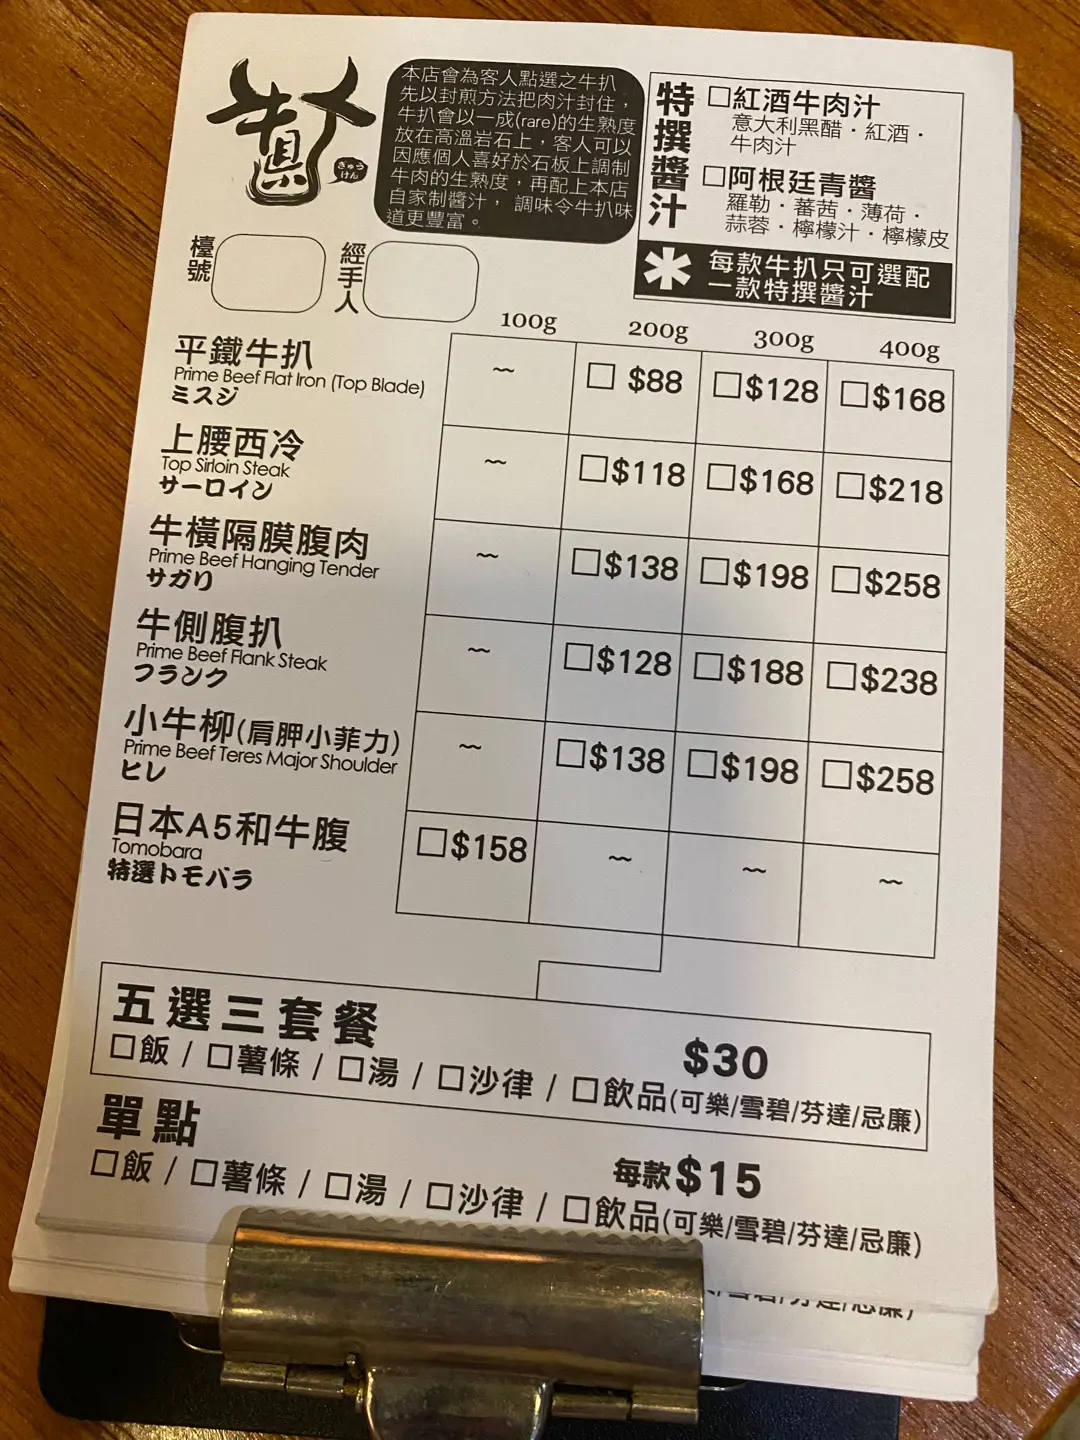 牛
県
きゅう
けん
本店會為客人點選之牛扒
先以封煎方法把肉汁封住，
牛扒會以一成(rare)的生熟度
放在高溫岩石上，客人可以
因應個人喜好於石板上調制
牛肉的生熟度，再配上本店
自家制醬汁， 調味令牛扒味
道更豐富。
特撰醬汁
□紅酒牛肉汁
意大利黑醋・紅酒・
牛肉汁
□阿根廷青醬
羅勒・蕃茜・薄荷・
蒜蓉・檸檬汁・檸檬皮
* 每款牛扒只可選配
一款特撰醬汁
檯號
經手人
100g 200g 300g 400g
平鐵牛扒
Prime Beef Flat Iron (Top Blade)
ミスジ
~ □ $88 □$128 □$168
上腰西冷
Top Sirloin Steak
サーロイン
~ □$118 □$168 □$218
牛橫隔膜腹肉
Prime Beef Hanging Tender
サガり
~ □$138 □$198 □$258
牛側腹扒
Prime Beef Flank Steak
フランク
~ □$128 □$188 □$238
小牛柳(肩胛小菲力)
Prime Beef Teres Major Shoulder
ヒレ
~ □$138 □$198 □$258
日本A5和牛腹
Tomobara
特選トモバラ
□$158 ~ ~ ~
五選三套餐 $30
□飯 / □薯條 / □湯 / □沙律 / □飲品(可樂/雪碧/芬達/忌廉)
單點 每款$15
□飯 / □薯條 / □湯 / □沙律 / □飲品(可樂/雪碧/芬達/忌廉)
/雪碧/芬達/忌廉)